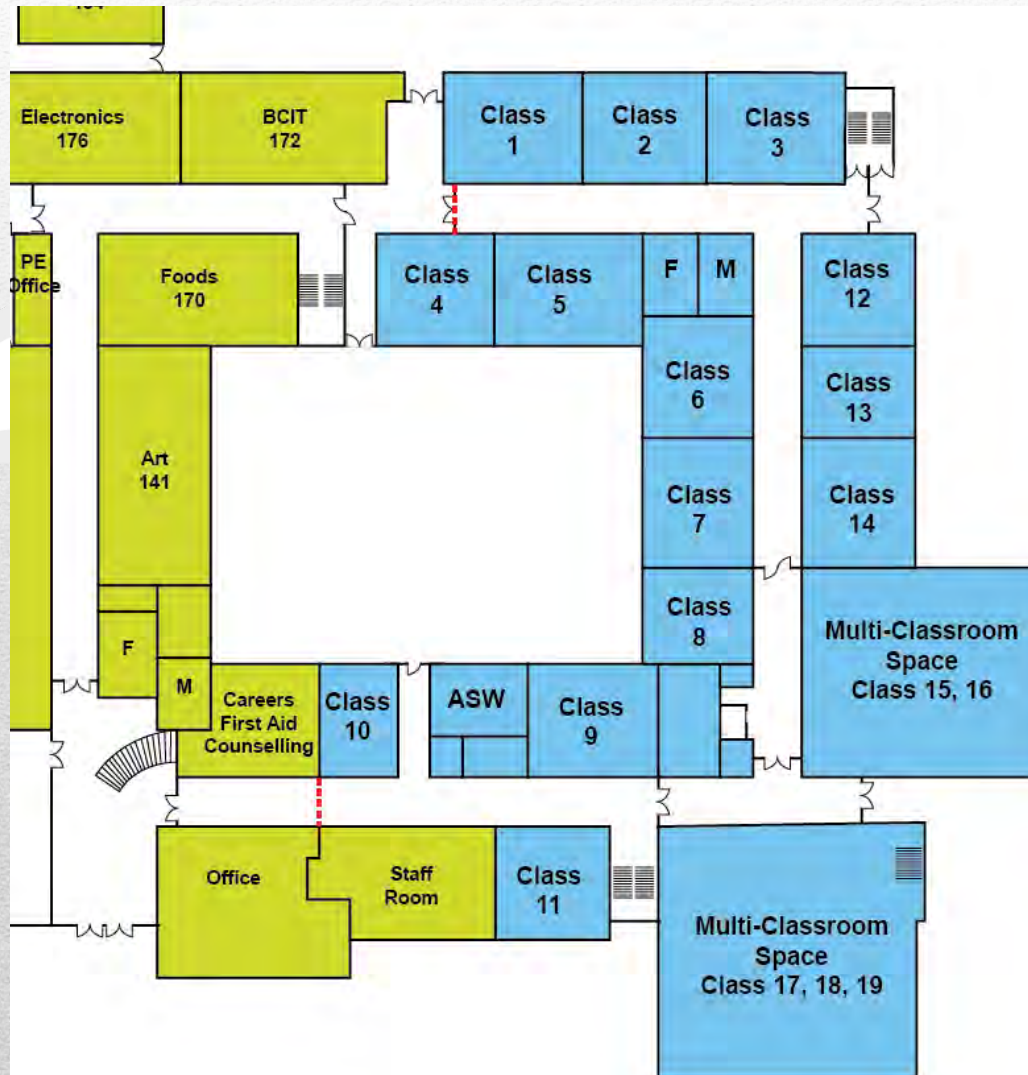 Electronics
176
BCIT
172
Class
1
Class
2
Class
3
PE
Office
Foods
170
Class
4
Class
5
F
M
Class
12
Class
6
Class
13
Art
141
Class
7
Class
14
Class
8
Multi-Classroom
Space
Class 15, 16
F
M
Careers
First Aid
Counselling
Class
10
ASW
Class
9
Office
Staff
Room
Class
11
Multi-Classroom
Space
Class 17, 18, 19